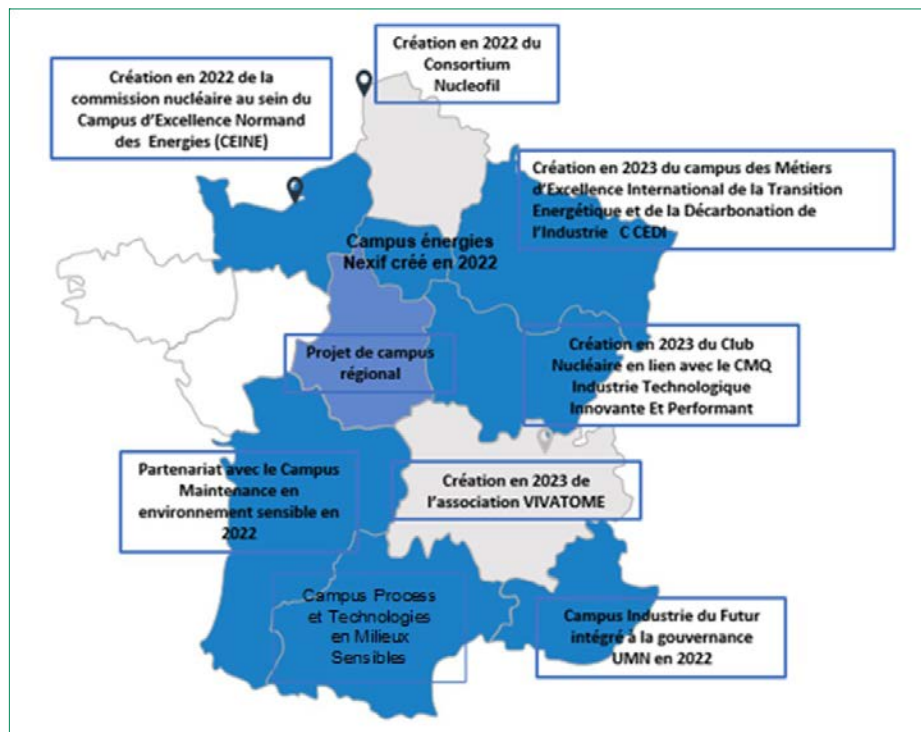 Création en 2022 du
Consortium
Nucleofil
Création en 2022 de la
commission nucléaire au sein du
Campus d'Excellence Normand
des Energies (CEINE)
Création en 2023 du campus des Métiers
d'Excellence International de la Transition
Energétique et de la Décarbonation de
l'Industrie C CEDI
Campus énergies
Nexif créé en 2022
Projet de campus
régional
Création en 2023 du Club
Nucléaire en lien avec le CMQ
Industrie Technologique
Innovante Et Performant
Partenariat avec le Campus
Maintenance en
environnement sensible en
2022
Création en 2023 de
l'association VIVATOME
Campus Process
et Technologies
en Milieux
Sensibles
Campus Industrie du Futur
intégré à la gouvernance
UMN en 2022